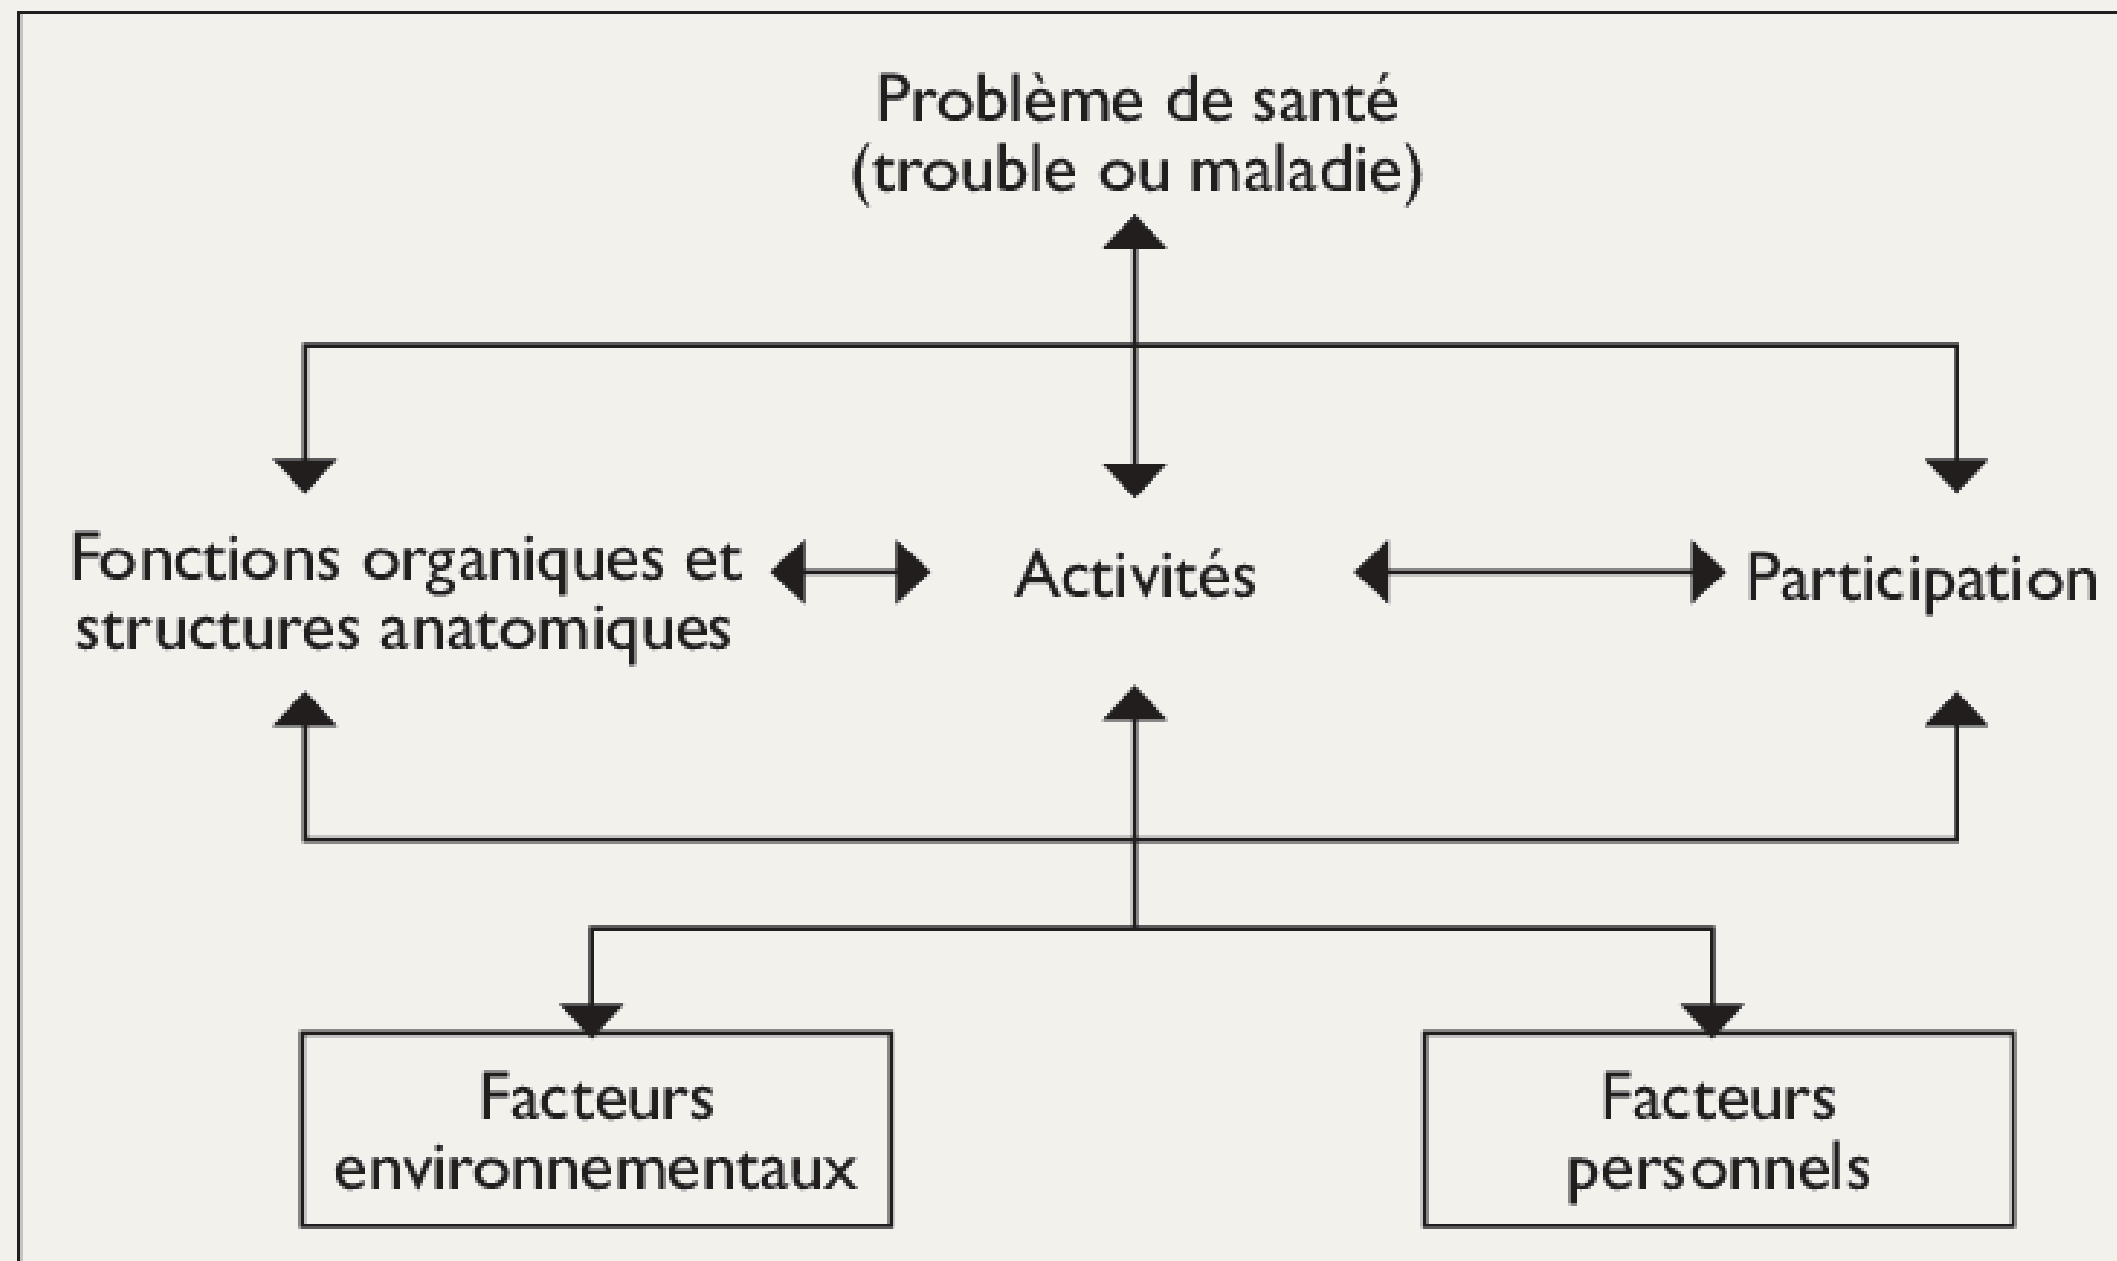 Problème de santé
(trouble ou maladie)
Fonctions organiques et
structures anatomiques
Activités
Participation
Facteurs
environnementaux
Facteurs
personnels